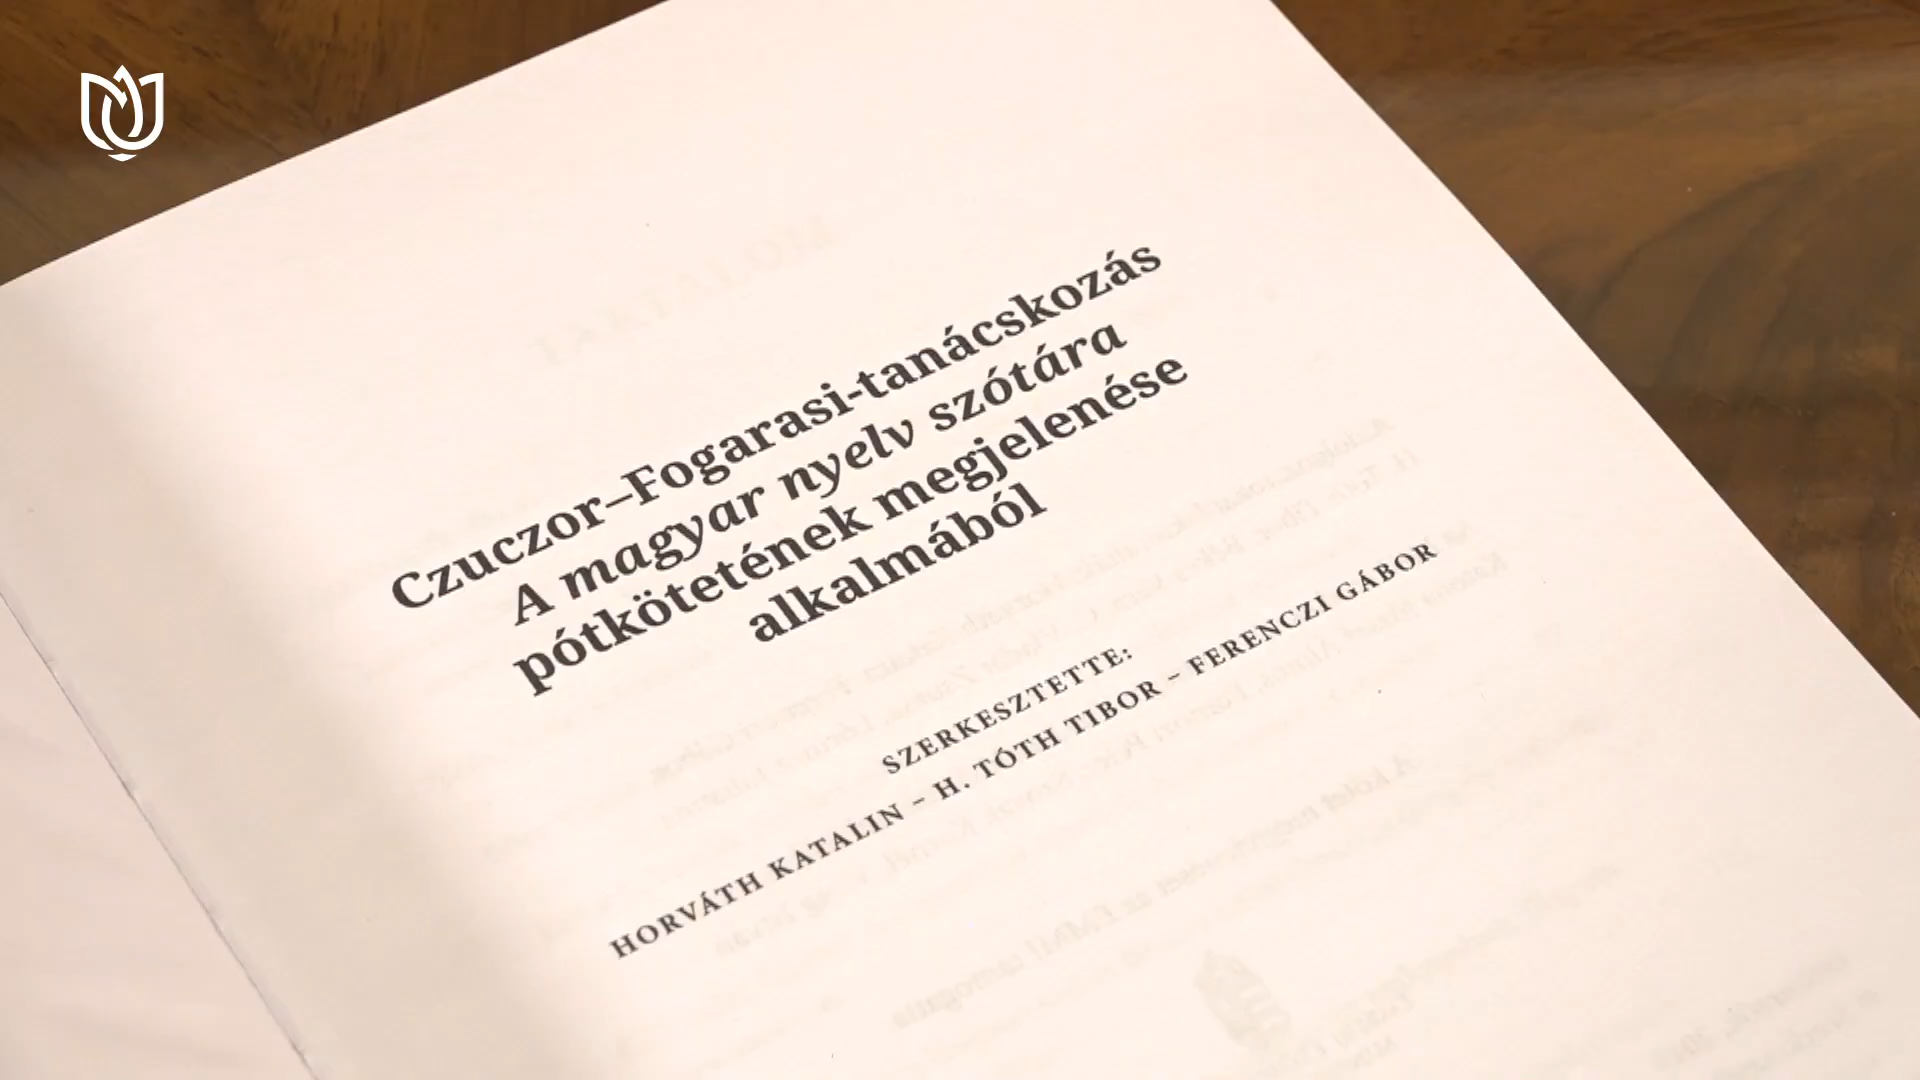 Czuczor–Fogarasi-tanácskozás
A magyar nyelv szótára
pótkötetének megjelenése
alkalmából
SZERKESZTETTE:
HORVÁTH KATALIN – H. TÓTH TIBOR – FERENCZI GÁBOR